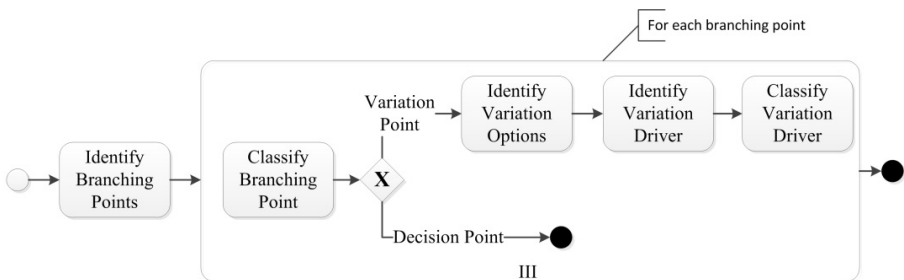 For each branching point
Identify
Branching
Points
Classify
Branching
Point
X
Variation
Point
Identify
Variation
Options
Identify
Variation
Driver
Classify
Variation
Driver
Decision Point
III